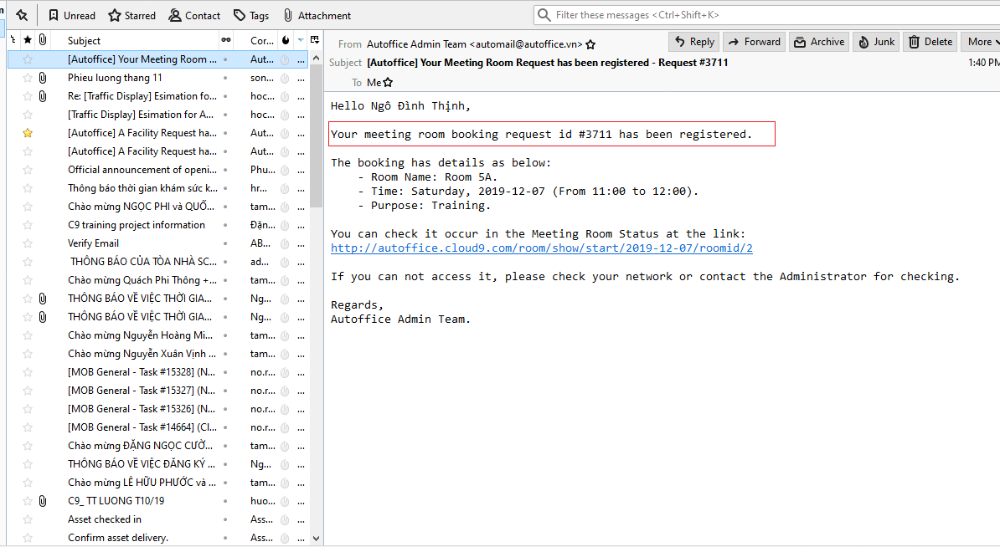 n
Unread Starred Contact Tags Attachment
Filter these messages <Ctrl+Shift+K>
Subject Cor...
[Autoffice] Your Meeting Room ... Aut... ...
Phieu luong thang 11 son... ...
Re: [Traffic Display] Esimation fo... hoc... ...
[Traffic Display] Esimation for A... hoc... ...
[Autoffice] A Facility Request ha... Aut... ...
[Autoffice] A Facility Request ha... Aut... ...
Official announcement of openi... Phu... ...
Thông báo thời gian khám sức k... hr... ...
Chào mừng NGỌC PHI và QUỐ... tam... ...
C9 training project information Đặn... ...
Verify Email AB... ...
THÔNG BÁO CỦA TÒA NHÀ SC... ad... ...
Chào mừng Quách Phi Thông +... tam... ...
THÔNG BÁO VỀ VIỆC THỜI GIA... Ng... ...
THÔNG BÁO VỀ VIỆC THỜI GIA... Ng... ...
Chào mừng Nguyễn Hoàng Mi... tam... ...
Chào mừng Nguyễn Xuân Vịnh ... tam... ...
[MOB General - Task #15328] (N... no.r... ...
[MOB General - Task #15327] (N... no.r... ...
[MOB General - Task #15326] (N... no.r... ...
[MOB General - Task #14664] (Cl... no.r... ...
Chào mừng ĐẶNG NGỌC CƯỜ... tam... ...
THÔNG BÁO VỀ VIỆC ĐĂNG KÝ ... Ng... ...
Chào mừng LÊ HỮU PHƯỚC và ... tam... ...
C9_ TT LUONG T10/19 huo... ...
Asset checked in Ass... ...
Confirm asset delivery. Ass... ...
From Autoffice Admin Team <automail@autoffice.vn> Reply Forward Archive Junk Delete More
Subject [Autoffice] Your Meeting Room Request has been registered - Request #3711 1:40 PM
To Me
Hello Ngô Đình Thịnh,
Your meeting room booking request id #3711 has been registered.
The booking has details as below:
- Room Name: Room 5A.
- Time: Saturday, 2019-12-07 (From 11:00 to 12:00).
- Purpose: Training.
You can check it occur in the Meeting Room Status at the link:
http://autoffice.cloud9.com/room/show/start/2019-12-07/roomid/2
If you can not access it, please check your network or contact the Administrator for checking.
Regards,
Autoffice Admin Team.